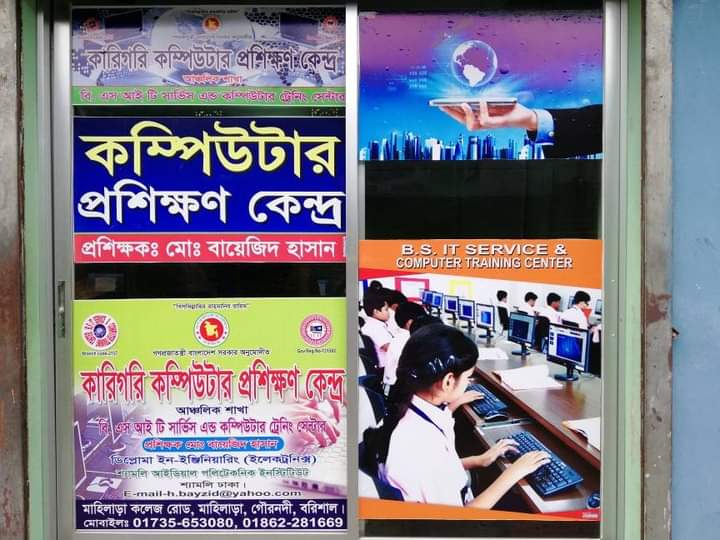 কারিগরি কম্পিউটার প্রশিক্ষণ কেন্দ্র
আঞ্চলিক শাখা
বি. এস আই টি সার্ভিস এন্ড কম্পিউটার ট্রেনিং সেন্টার
কম্পিউটার
প্রশিক্ষণ কেন্দ্র
প্রশিক্ষকঃ মোঃ বায়েজিদ হাসান
"বিসমিল্লাহির রাহমানির রাহিম"
গণপ্রজাতন্ত্রী বাংলাদেশ সরকার অনুমোদিত
কারিগরি কম্পিউটার প্রশিক্ষণ কেন্দ্র
আঞ্চলিক শাখা
বি. এস আই টি সার্ভিস এন্ড কম্পিউটার ট্রেনিং সেন্টার
প্রশিক্ষক মোঃ বায়েজিদ হাসান
ডিপ্লোমা ইন-ইঞ্জিনিয়ারিং (ইলেকট্রনিক্স)
শ্যামলি আইডিয়াল পলিটেকনিক ইনস্টিটিউট
শ্যামলি ঢাকা।
E-mail-h.bayzid@yahoo.com
মাহিলাড়া কলেজ রোড, মাহিলাড়া, গৌরনদী, বরিশাল।
মোবাইলঃ 01735-653080, 01862-281669
B.S. IT SERVICE &
COMPUTER TRAINING CENTER